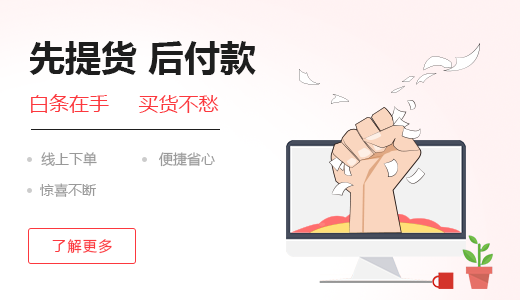 先提货 后付款
白条在手 买货不愁
线上下单 便捷省心
惊喜不断
了解更多